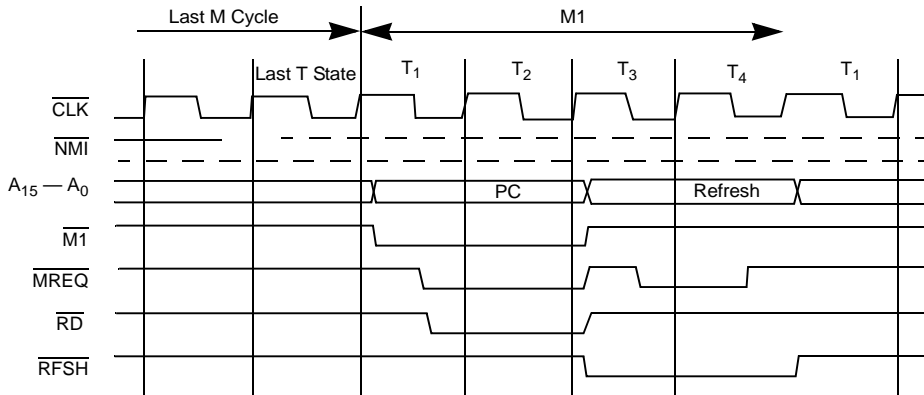 Last M Cycle M1
Last T State T1 T2 T3 T4 T1
CLK
NMI
A15 — A0 PC Refresh
M1
MREQ
RD
RFSH